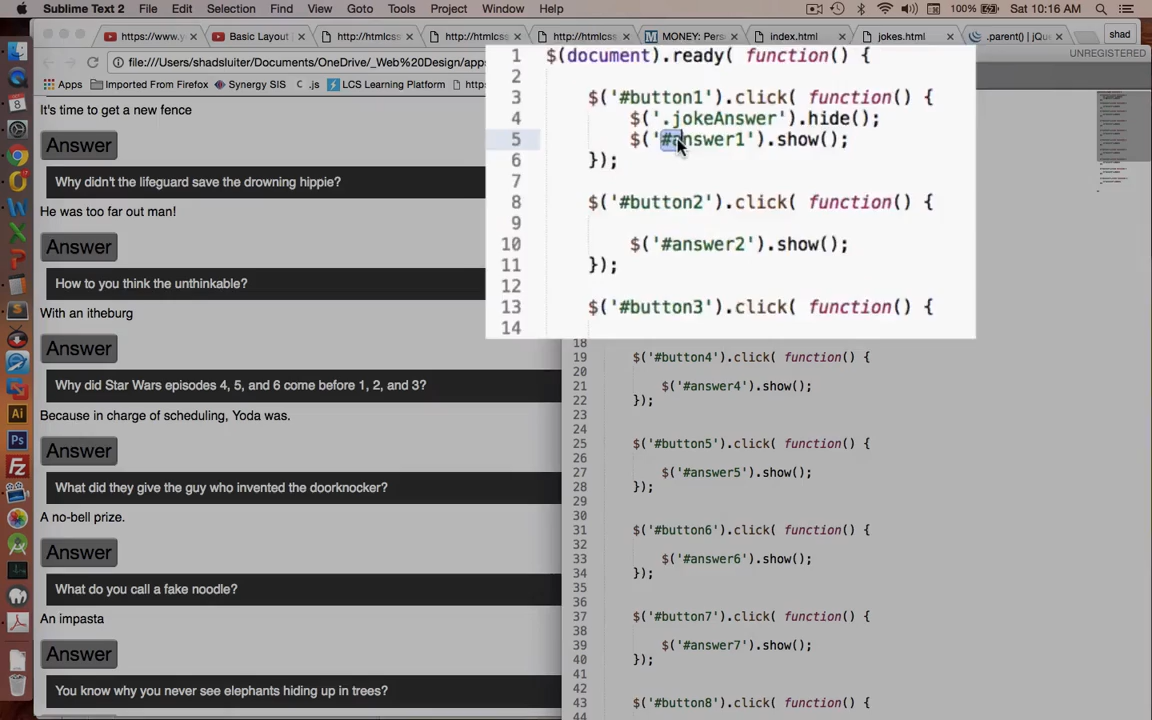 Sublime Text 2 File Edit Selection Find View Goto Tools Project Window Help 100% Sat 10:16 AM
https://www.y Basic Layout http://htmlcss http://htmlcss http://htmlcss MONEY: Pers index.html jokes.html .parent() | jQu shad
file:///Users/shadsluiter/Documents/OneDrive/_Web%20Design/apps
UNREGISTERED
Apps Imported From Firefox Synergy SIS .js LCS Learning Platform
It's time to get a new fence
Answer
Why didn't the lifeguard save the drowning hippie?
He was too far out man!
Answer
How to you think the unthinkable?
With an itheburg
Answer
Why did Star Wars episodes 4, 5, and 6 come before 1, 2, and 3?
Because in charge of scheduling, Yoda was.
Answer
What did they give the guy who invented the doorknocker?
A no-bell prize.
Answer
What do you call a fake noodle?
An impasta
Answer
You know why you never see elephants hiding up in trees?
1 $(document).ready( function() {
2
3 $('#button1').click( function() {
4 $('.jokeAnswer').hide();
5 $('#answer1').show();
6 });
7
8 $('#button2').click( function() {
9
10 $('#answer2').show();
11 });
12
13 $('#button3').click( function() {
14
18
19 $('#button4').click( function() {
20
21 $('#answer4').show();
22 });
23
24
25 $('#button5').click( function() {
26
27 $('#answer5').show();
28 });
29
30
31 $('#button6').click( function() {
32
33 $('#answer6').show();
34 });
35
36
37 $('#button7').click( function() {
38
39 $('#answer7').show();
40 });
41
42
43 $('#button8').click( function() {
44